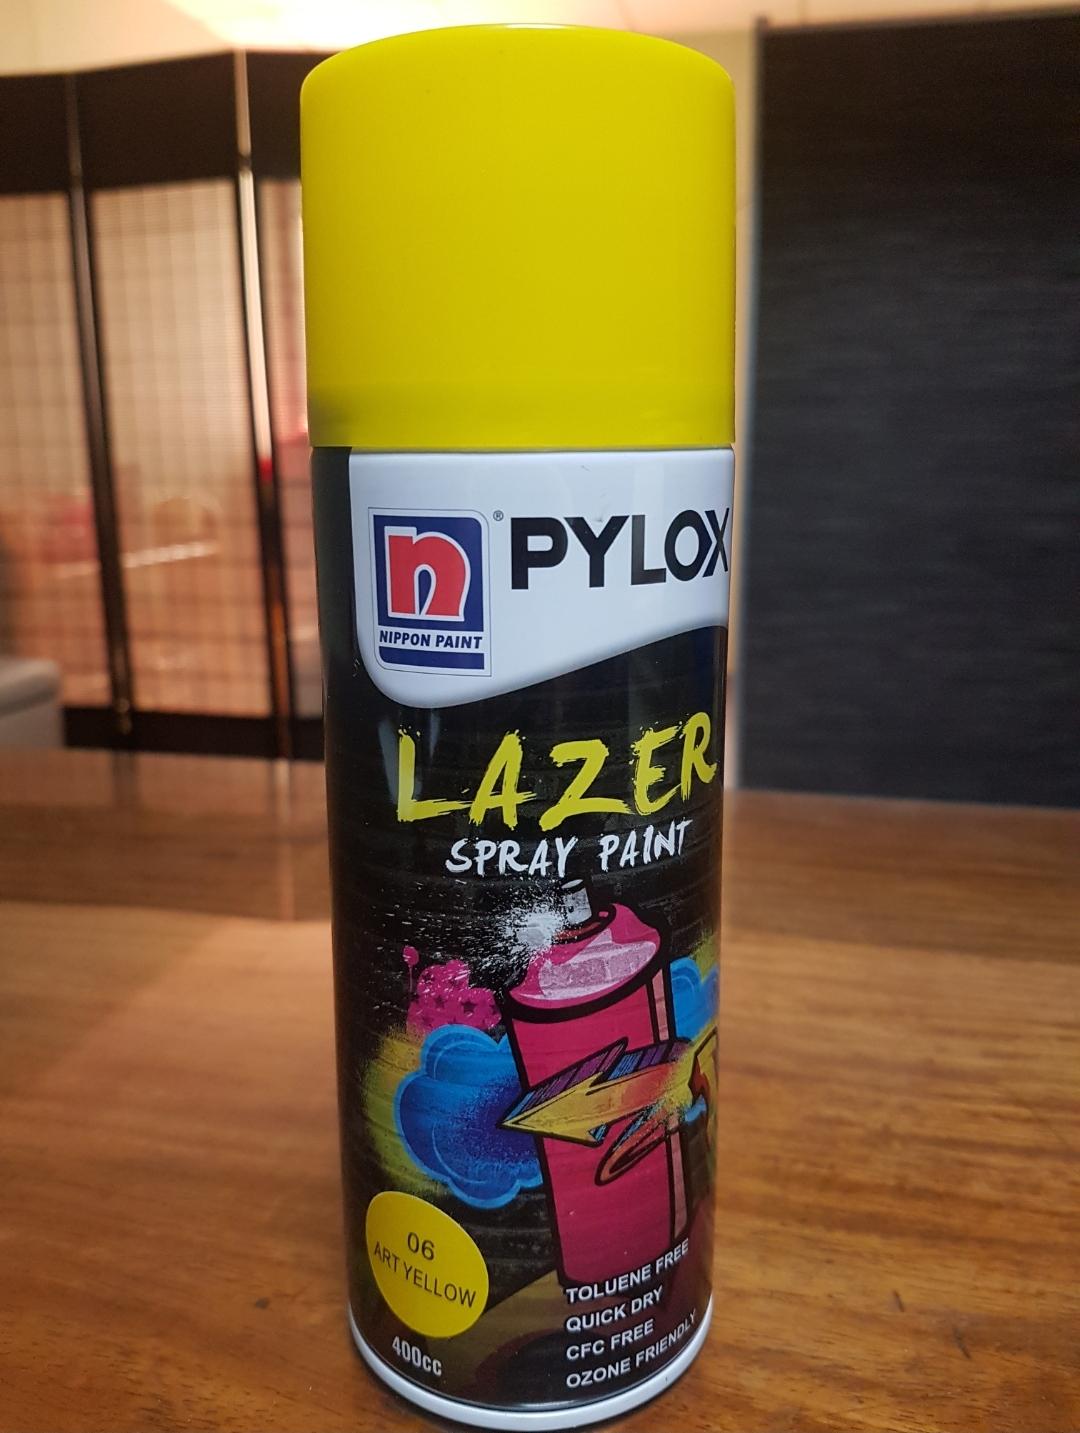 n
®
PYLOX
NIPPON PAINT
LAZER
SPRAY PAINT
06
ART YELLOW
400cc
TOLUENE FREE
QUICK DRY
CFC FREE
OZONE FRIENDLY